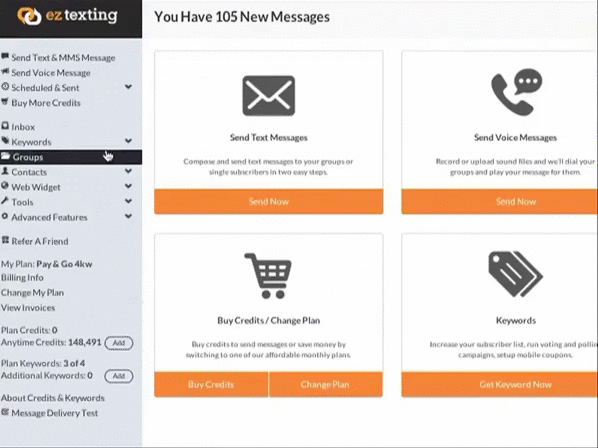 ez texting
You Have 105 New Messages
Send Text & MMS Message
Send Voice Message
Scheduled & Sent
Buy More Credits
Inbox
Keywords
Groups
Contacts
Web Widget
Tools
Advanced Features
Refer A Friend
My Plan: Pay & Go 4kw
Billing Info
Change My Plan
View Invoices
Plan Credits: 0
Anytime Credits: 148,491 Add
Plan Keywords: 3 of 4
Additional Keywords: 0 Add
About Credits & Keywords
Message Delivery Test
Send Text Messages
Compose and send text messages to your groups or
single subscribers in two easy steps.
Send Now
Send Voice Messages
Record or upload sound files and we'll dial your
groups and play your message for them.
Send Now
Buy Credits / Change Plan
Buy credits to send messages or save money by
switching to one of our affordable monthly plans.
Buy Credits
Change Plan
Keywords
Increase your subscriber list, run voting and pollin
campaigns, setup mobile coupons.
Get Keyword Now